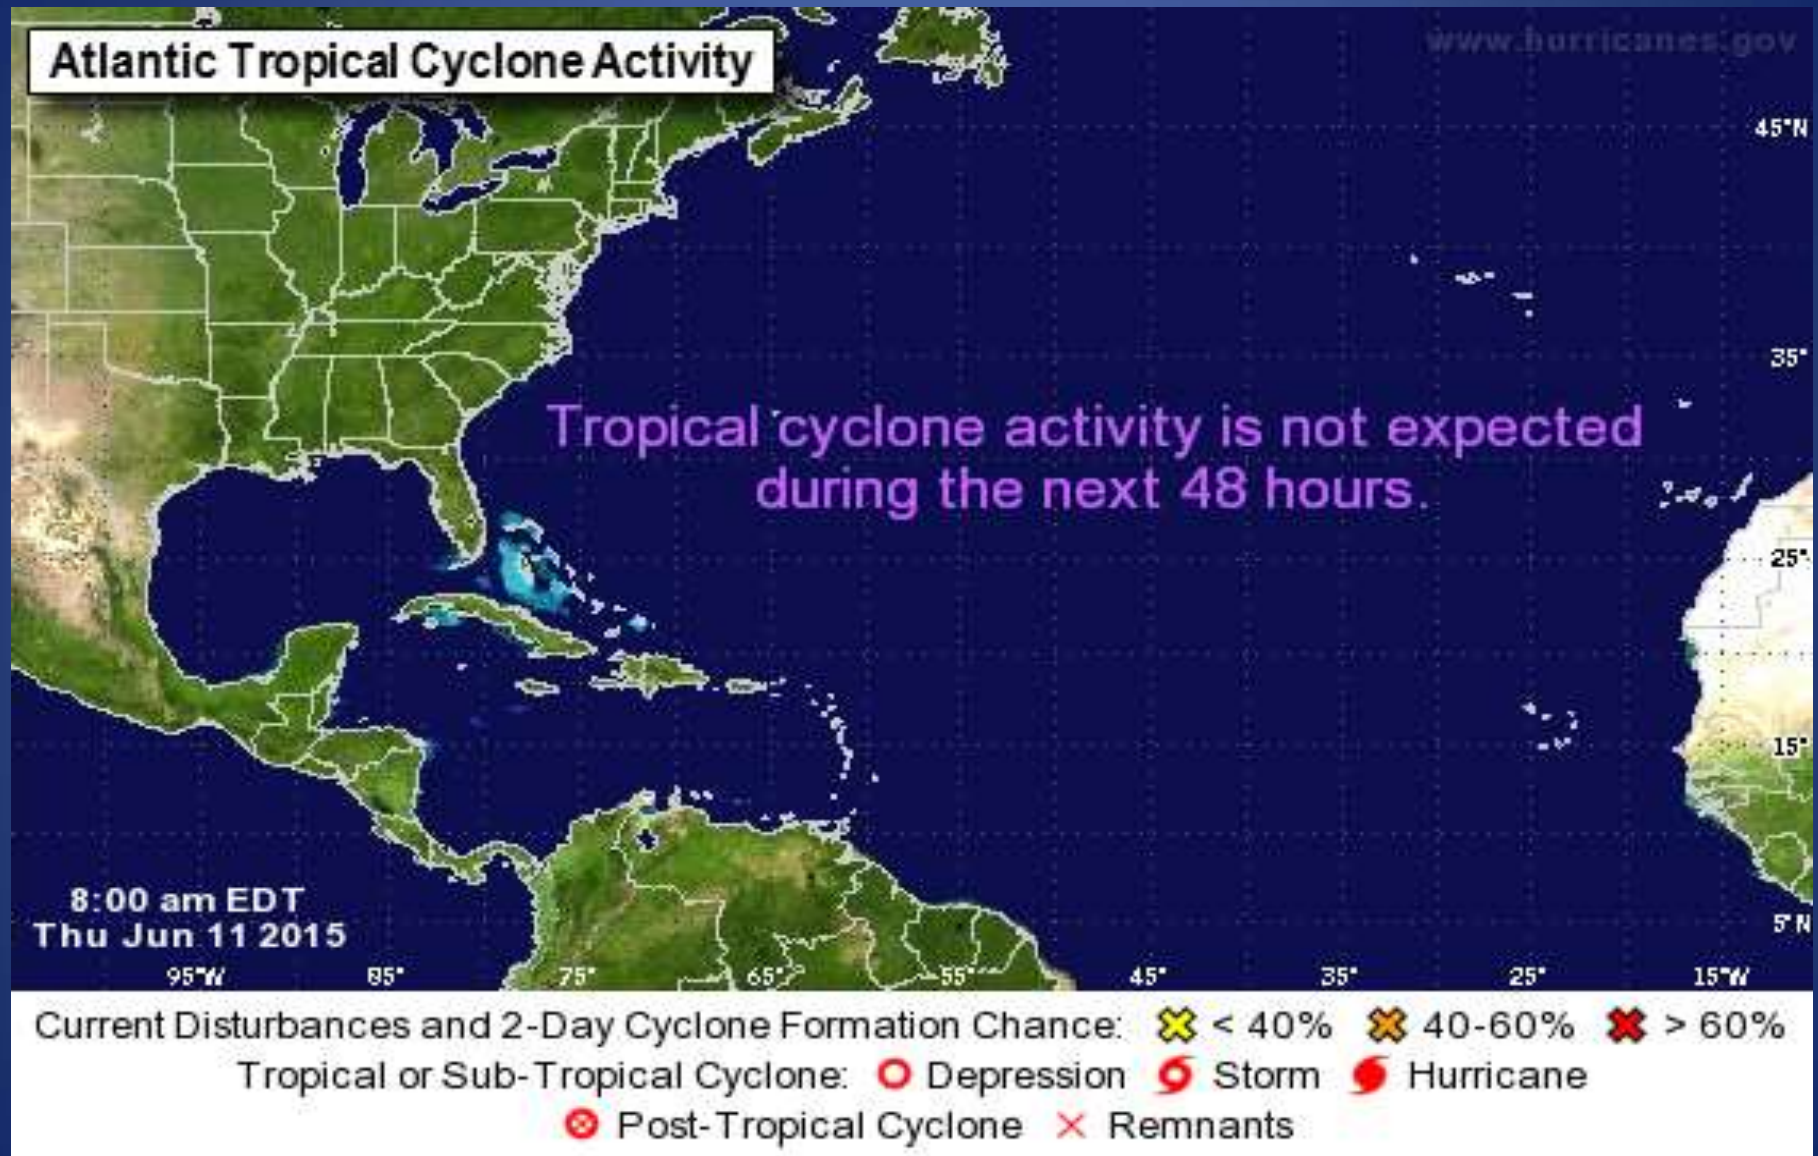 Atlantic Tropical Cyclone Activity
www.hurricanes.gov
45°N
35°
Tropical cyclone activity is not expected
during the next 48 hours.
25°
15°
8:00 am EDT
Thu Jun 11 2015
5°N
95°W 85° 75° 65° 55° 45° 35° 25° 15°W
Current Disturbances and 2-Day Cyclone Formation Chance: < 40% 40-60% > 60%
Tropical or Sub-Tropical Cyclone: Depression Storm Hurricane
Post-Tropical Cyclone Remnants